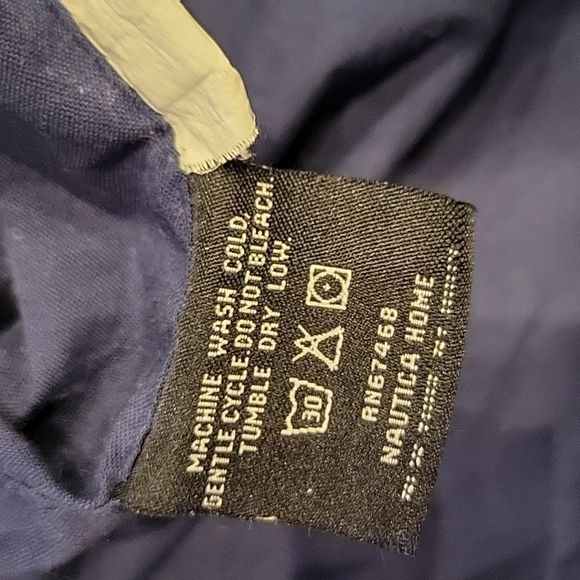 MACHINE WASH COLD,
GENTLE CYCLE.DO NOT BLEACH
TUMBLE DRY LOW
30
RN67468
NAUTICA HOME